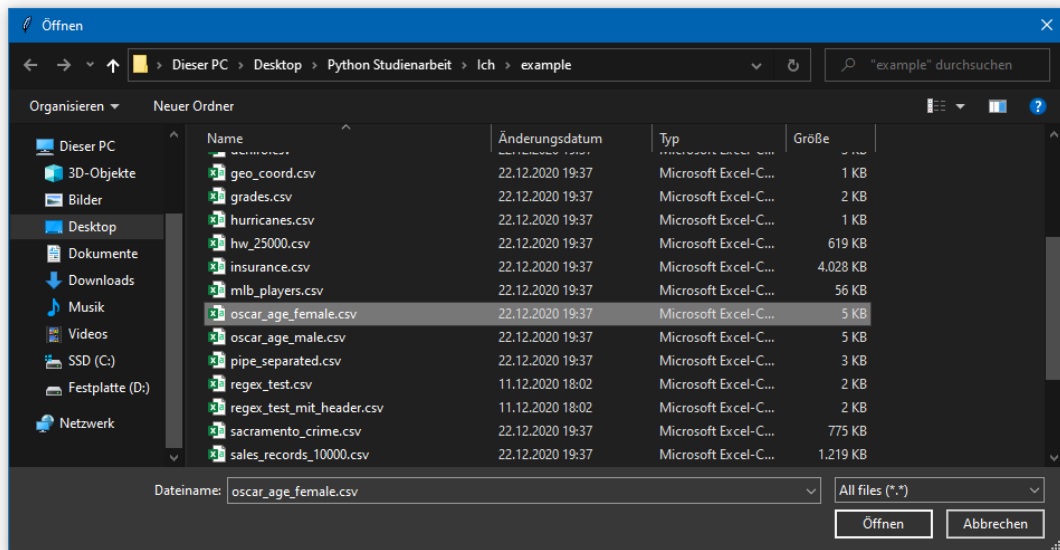 Öffnen
Dieser PC > Desktop > Python Studienarbeit > Ich > example
"example" durchsuchen
Organisieren
Neuer Ordner
Dieser PC
3D-Objekte
Bilder
Desktop
Dokumente
Downloads
Musik
Videos
SSD (C:)
Festplatte (D:)
Netzwerk
Name Änderungsdatum Typ Größe
geo_coord.csv 22.12.2020 19:37 Microsoft Excel-C... 1 KB
grades.csv 22.12.2020 19:37 Microsoft Excel-C... 2 KB
hurricanes.csv 22.12.2020 19:37 Microsoft Excel-C... 1 KB
hw_25000.csv 22.12.2020 19:37 Microsoft Excel-C... 619 KB
insurance.csv 22.12.2020 19:37 Microsoft Excel-C... 4.028 KB
mlb_players.csv 22.12.2020 19:37 Microsoft Excel-C... 56 KB
oscar_age_female.csv 22.12.2020 19:37 Microsoft Excel-C... 5 KB
oscar_age_male.csv 22.12.2020 19:37 Microsoft Excel-C... 5 KB
pipe_separated.csv 22.12.2020 19:37 Microsoft Excel-C... 3 KB
regex_test.csv 11.12.2020 18:02 Microsoft Excel-C... 2 KB
regex_test_mit_header.csv 11.12.2020 18:02 Microsoft Excel-C... 2 KB
sacramento_crime.csv 22.12.2020 19:37 Microsoft Excel-C... 775 KB
sales_records_10000.csv 22.12.2020 19:37 Microsoft Excel-C... 1.219 KB
Dateiname: oscar_age_female.csv
All files (*.*)
Öffnen
Abbrechen